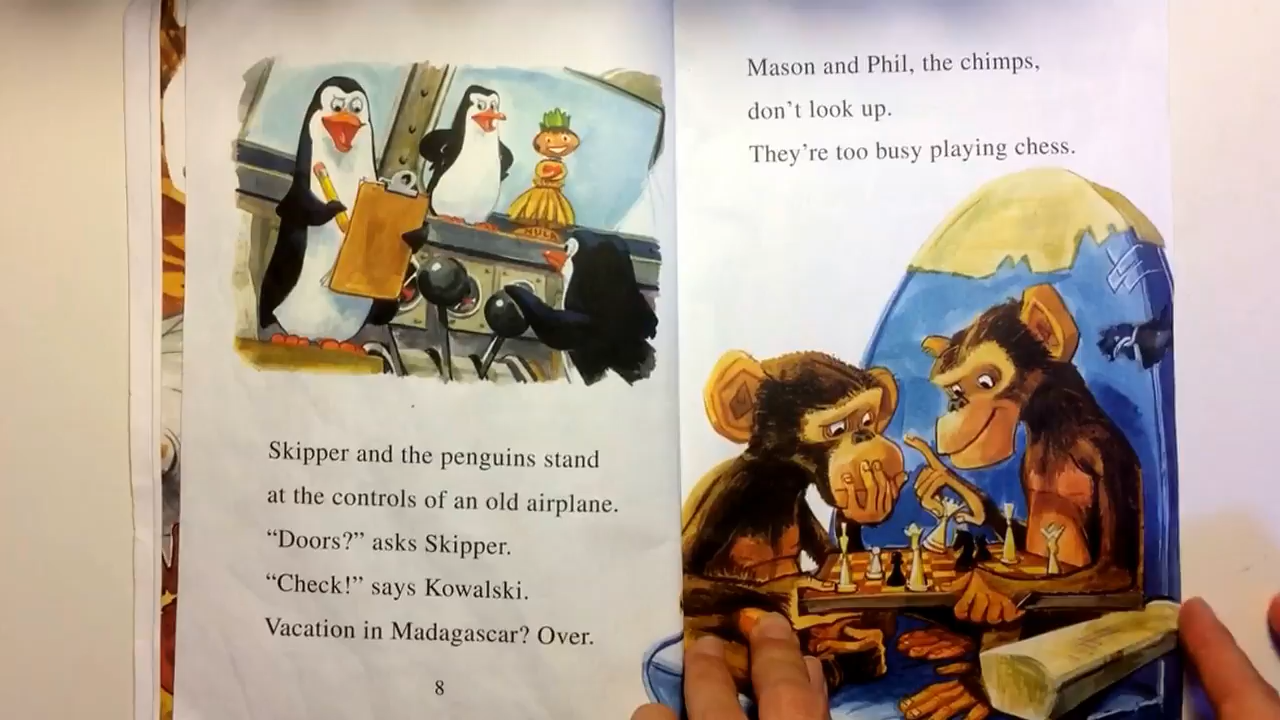 Skipper and the penguins stand
at the controls of an old airplane.
“Doors?” asks Skipper.
“Check!” says Kowalski.
Vacation in Madagascar? Over.
8
Mason and Phil, the chimps,
don’t look up.
They’re too busy playing chess.
HULA